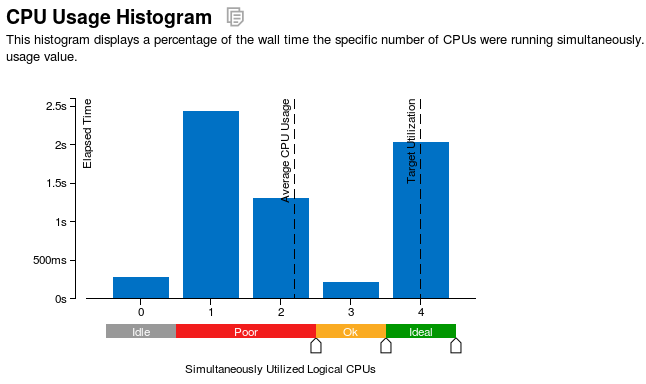 CPU Usage Histogram
This histogram displays a percentage of the wall time the specific number of CPUs were running simultaneously.
usage value.
2.5s
2s
1.5s
1s
500ms
0s
Elapsed Time
Average CPU Usage
Target Utilization
0 1 2 3 4
Idle Poor Ok Ideal
Simultaneously Utilized Logical CPUs